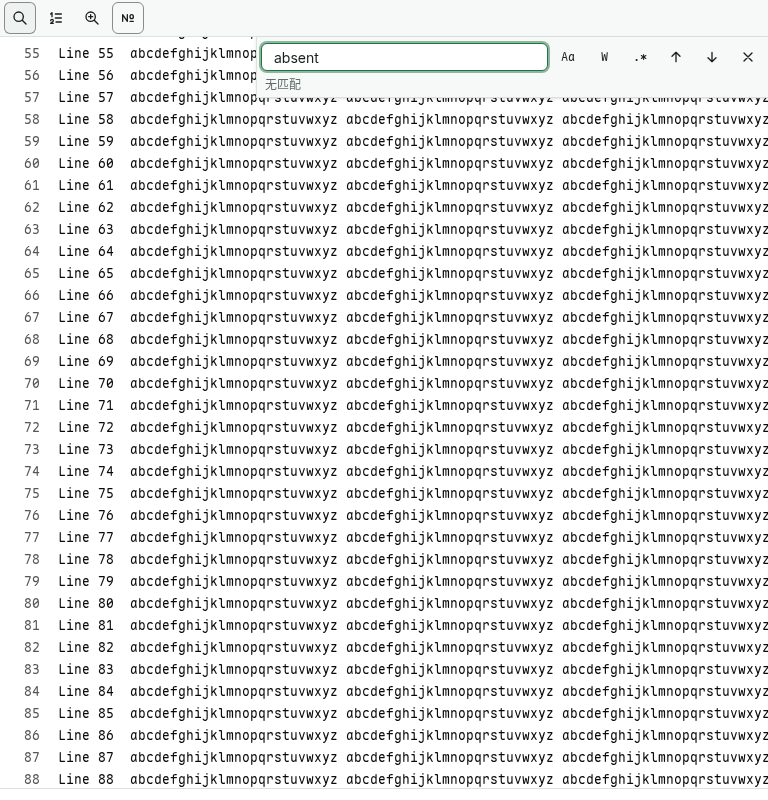 №
absent
Aa W .*
无匹配
55 Line 55 abcdefghijklmnop
56 Line 56 abcdefghijklmnop
57 Line 57 abcdefghijklmnopqrstuvwxyz abcdefghijklmnopqrstuvwxyz abcdefghijklmnopqrstuvwxyz
58 Line 58 abcdefghijklmnopqrstuvwxyz abcdefghijklmnopqrstuvwxyz abcdefghijklmnopqrstuvwxyz
59 Line 59 abcdefghijklmnopqrstuvwxyz abcdefghijklmnopqrstuvwxyz abcdefghijklmnopqrstuvwxyz
60 Line 60 abcdefghijklmnopqrstuvwxyz abcdefghijklmnopqrstuvwxyz abcdefghijklmnopqrstuvwxyz
61 Line 61 abcdefghijklmnopqrstuvwxyz abcdefghijklmnopqrstuvwxyz abcdefghijklmnopqrstuvwxyz
62 Line 62 abcdefghijklmnopqrstuvwxyz abcdefghijklmnopqrstuvwxyz abcdefghijklmnopqrstuvwxyz
63 Line 63 abcdefghijklmnopqrstuvwxyz abcdefghijklmnopqrstuvwxyz abcdefghijklmnopqrstuvwxyz
64 Line 64 abcdefghijklmnopqrstuvwxyz abcdefghijklmnopqrstuvwxyz abcdefghijklmnopqrstuvwxyz
65 Line 65 abcdefghijklmnopqrstuvwxyz abcdefghijklmnopqrstuvwxyz abcdefghijklmnopqrstuvwxyz
66 Line 66 abcdefghijklmnopqrstuvwxyz abcdefghijklmnopqrstuvwxyz abcdefghijklmnopqrstuvwxyz
67 Line 67 abcdefghijklmnopqrstuvwxyz abcdefghijklmnopqrstuvwxyz abcdefghijklmnopqrstuvwxyz
68 Line 68 abcdefghijklmnopqrstuvwxyz abcdefghijklmnopqrstuvwxyz abcdefghijklmnopqrstuvwxyz
69 Line 69 abcdefghijklmnopqrstuvwxyz abcdefghijklmnopqrstuvwxyz abcdefghijklmnopqrstuvwxyz
70 Line 70 abcdefghijklmnopqrstuvwxyz abcdefghijklmnopqrstuvwxyz abcdefghijklmnopqrstuvwxyz
71 Line 71 abcdefghijklmnopqrstuvwxyz abcdefghijklmnopqrstuvwxyz abcdefghijklmnopqrstuvwxyz
72 Line 72 abcdefghijklmnopqrstuvwxyz abcdefghijklmnopqrstuvwxyz abcdefghijklmnopqrstuvwxyz
73 Line 73 abcdefghijklmnopqrstuvwxyz abcdefghijklmnopqrstuvwxyz abcdefghijklmnopqrstuvwxyz
74 Line 74 abcdefghijklmnopqrstuvwxyz abcdefghijklmnopqrstuvwxyz abcdefghijklmnopqrstuvwxyz
75 Line 75 abcdefghijklmnopqrstuvwxyz abcdefghijklmnopqrstuvwxyz abcdefghijklmnopqrstuvwxyz
76 Line 76 abcdefghijklmnopqrstuvwxyz abcdefghijklmnopqrstuvwxyz abcdefghijklmnopqrstuvwxyz
77 Line 77 abcdefghijklmnopqrstuvwxyz abcdefghijklmnopqrstuvwxyz abcdefghijklmnopqrstuvwxyz
78 Line 78 abcdefghijklmnopqrstuvwxyz abcdefghijklmnopqrstuvwxyz abcdefghijklmnopqrstuvwxyz
79 Line 79 abcdefghijklmnopqrstuvwxyz abcdefghijklmnopqrstuvwxyz abcdefghijklmnopqrstuvwxyz
80 Line 80 abcdefghijklmnopqrstuvwxyz abcdefghijklmnopqrstuvwxyz abcdefghijklmnopqrstuvwxyz
81 Line 81 abcdefghijklmnopqrstuvwxyz abcdefghijklmnopqrstuvwxyz abcdefghijklmnopqrstuvwxyz
82 Line 82 abcdefghijklmnopqrstuvwxyz abcdefghijklmnopqrstuvwxyz abcdefghijklmnopqrstuvwxyz
83 Line 83 abcdefghijklmnopqrstuvwxyz abcdefghijklmnopqrstuvwxyz abcdefghijklmnopqrstuvwxyz
84 Line 84 abcdefghijklmnopqrstuvwxyz abcdefghijklmnopqrstuvwxyz abcdefghijklmnopqrstuvwxyz
85 Line 85 abcdefghijklmnopqrstuvwxyz abcdefghijklmnopqrstuvwxyz abcdefghijklmnopqrstuvwxyz
86 Line 86 abcdefghijklmnopqrstuvwxyz abcdefghijklmnopqrstuvwxyz abcdefghijklmnopqrstuvwxyz
87 Line 87 abcdefghijklmnopqrstuvwxyz abcdefghijklmnopqrstuvwxyz abcdefghijklmnopqrstuvwxyz
88 Line 88 abcdefghijklmnopqrstuvwxyz abcdefghijklmnopqrstuvwxyz abcdefghijklmnopqrstuvwxyz